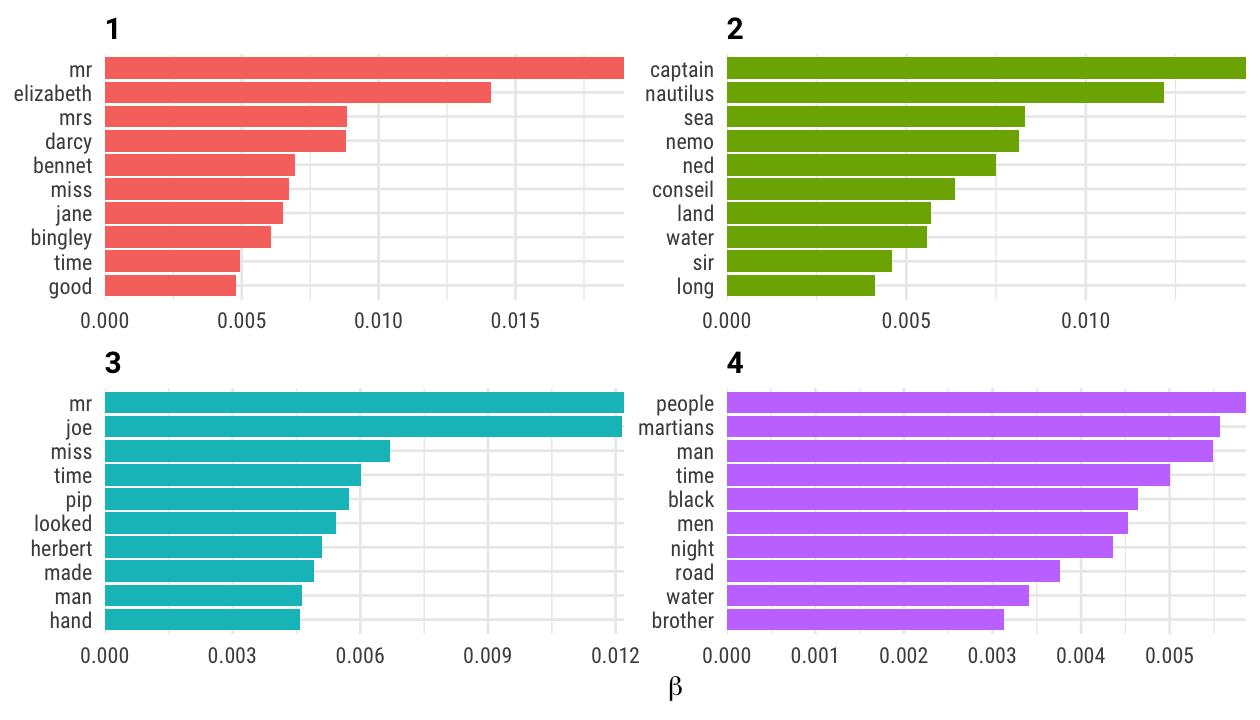 1
mr
elizabeth
mrs
darcy
bennet
miss
jane
bingley
time
good
0.000 0.005 0.010 0.015
2
captain
nautilus
sea
nemo
ned
conseil
land
water
sir
long
0.000 0.005 0.010
3
mr
joe
miss
time
pip
looked
herbert
made
man
hand
0.000 0.003 0.006 0.009 0.012
4
people
martians
man
time
black
men
night
road
water
brother
0.000 0.001 0.002 0.003 0.004 0.005
β